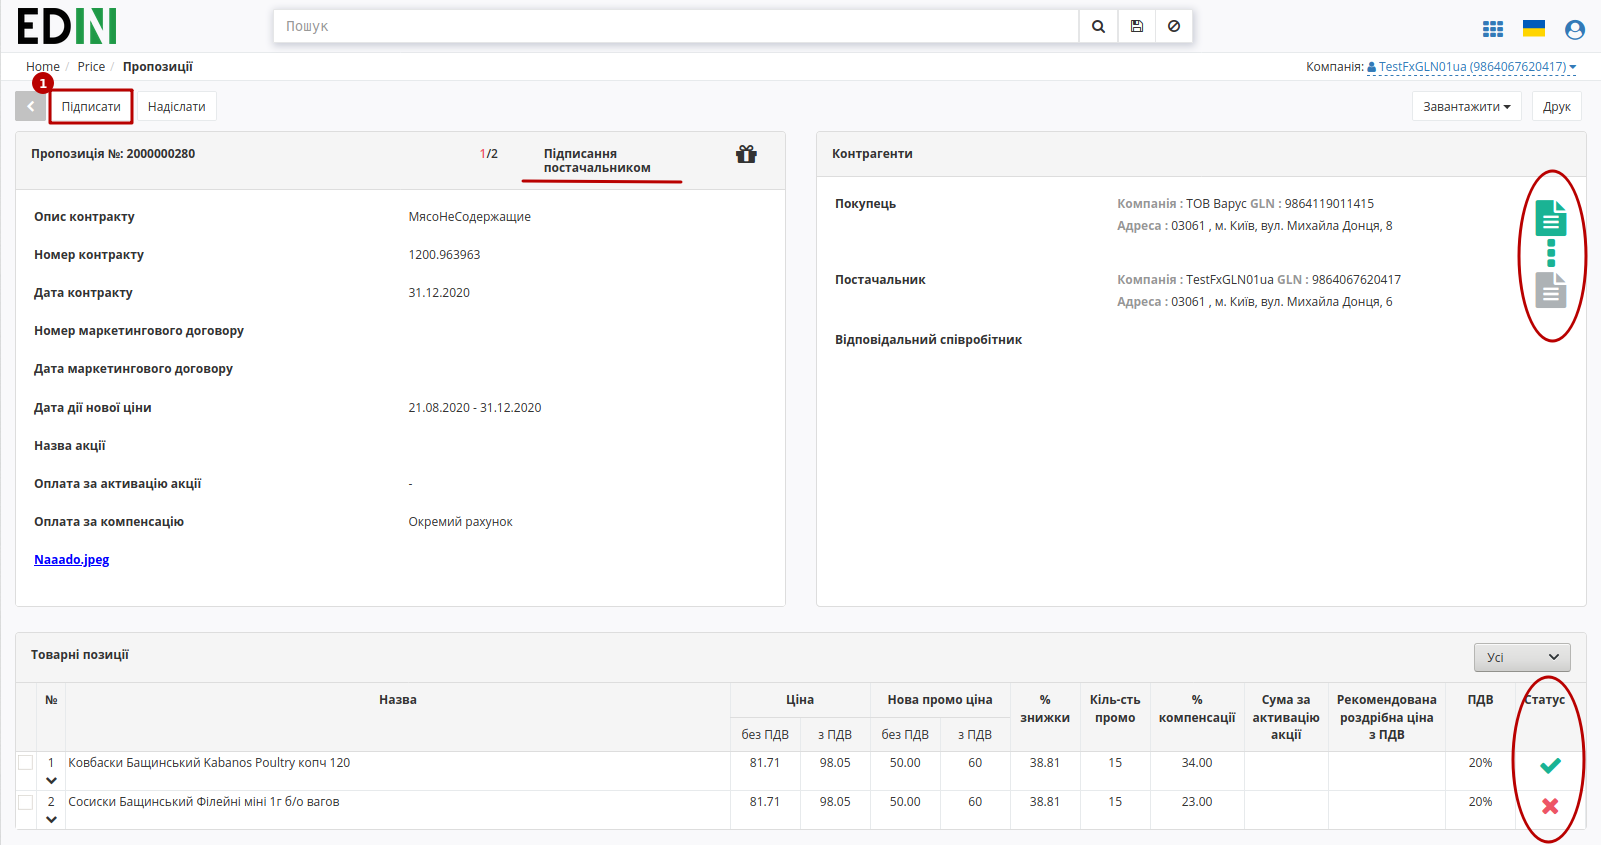 EDIN
Пошук
Home / Price / Пропозиції
Компанія: TestFxGLN01ua (9864067620417)
1
Підписати
Надіслати
Завантажити
Друк
Пропозиція №: 2000000280
1/2
Підписання
постачальником
Контрагенти
Опис контракту МясоНеСодержащие
Номер контракту 1200.963963
Дата контракту 31.12.2020
Номер маркетингового договору
Дата маркетингового договору
Дата дії нової ціни 21.08.2020 - 31.12.2020
Назва акції
Оплата за активацію акції -
Оплата за компенсацію Окремий рахунок
Naaado.jpeg
Покупець Компанія : ТОВ Варус GLN : 9864119011415
Адреса : 03061 , м. Київ, вул. Михайла Донця, 8
Постачальник Компанія : TestFxGLN01ua GLN : 9864067620417
Адреса : 03061 , м. Київ, вул. Михайла Донця, 6
Відповідальний співробітник
Товарні позиції
Усі
№ Назва Ціна Нова промо ціна % знижки Кіль-сть промо % компенсації Сума за активацію акції Рекомендована роздрібна ціна з ПДВ ПДВ Статус
без ПДВ з ПДВ без ПДВ з ПДВ
1 Ковбаски Бащинський Kabanos Poultry копч 120 81.71 98.05 50.00 60 38.81 15 34.00 20%
2 Сосиски Бащинський Філейні міні 1г б/о вагов 81.71 98.05 50.00 60 38.81 15 23.00 20%